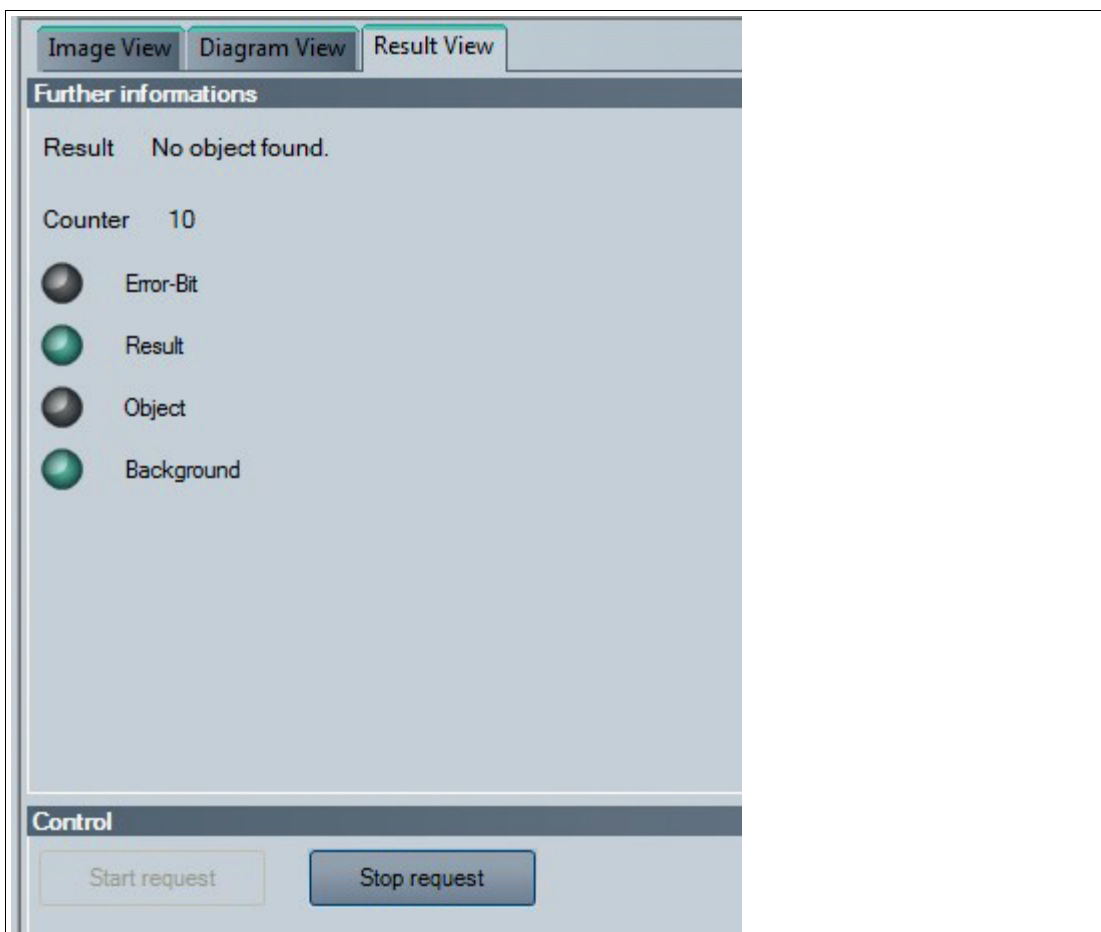 Image View Diagram View Result View
Further informations
Result No object found.
Counter 10
Error-Bit
Result
Object
Background
Control
Start request Stop request